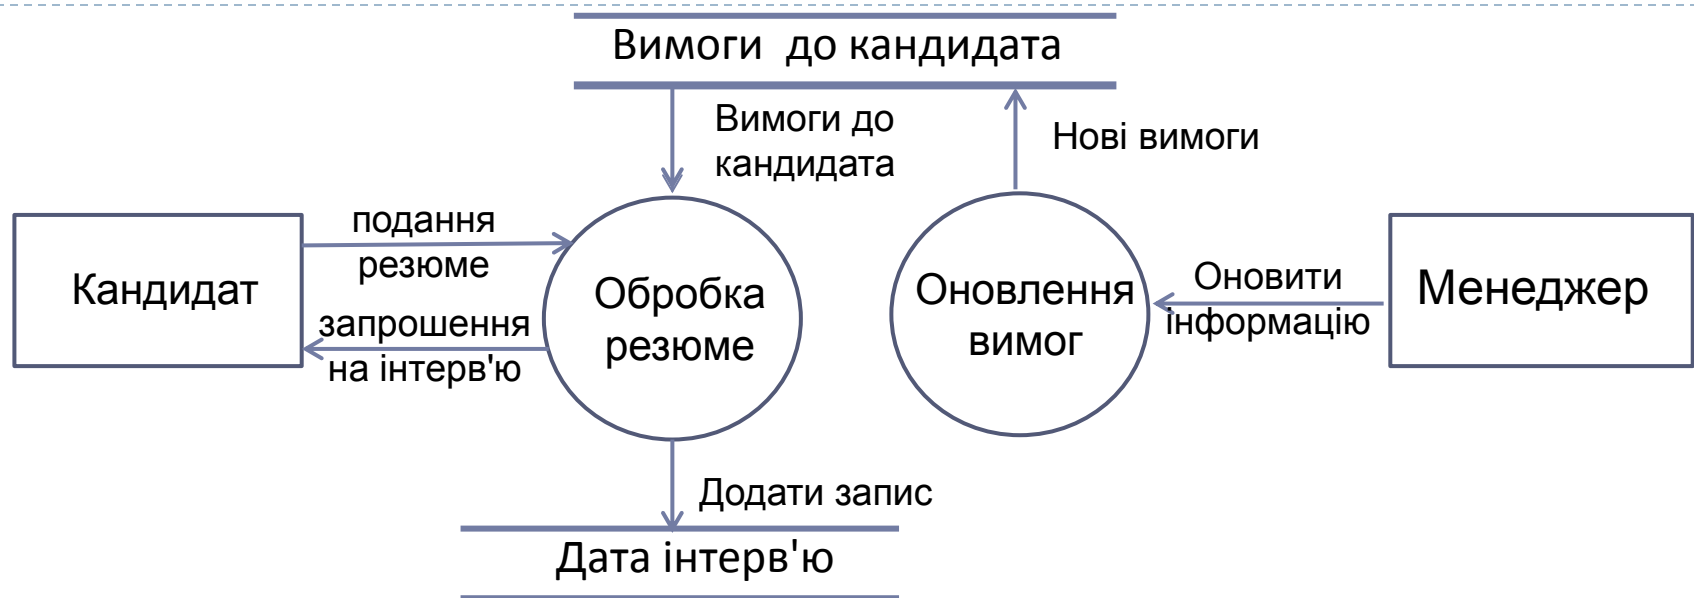 Вимоги до кандидата
Вимоги до
кандидата
Нові вимоги
подання
резюме
Кандидат
запрошення
на інтерв'ю
Обробка
резюме
Оновлення
вимог
Оновити
інформацію
Менеджер
Додати запис
Дата інтерв'ю